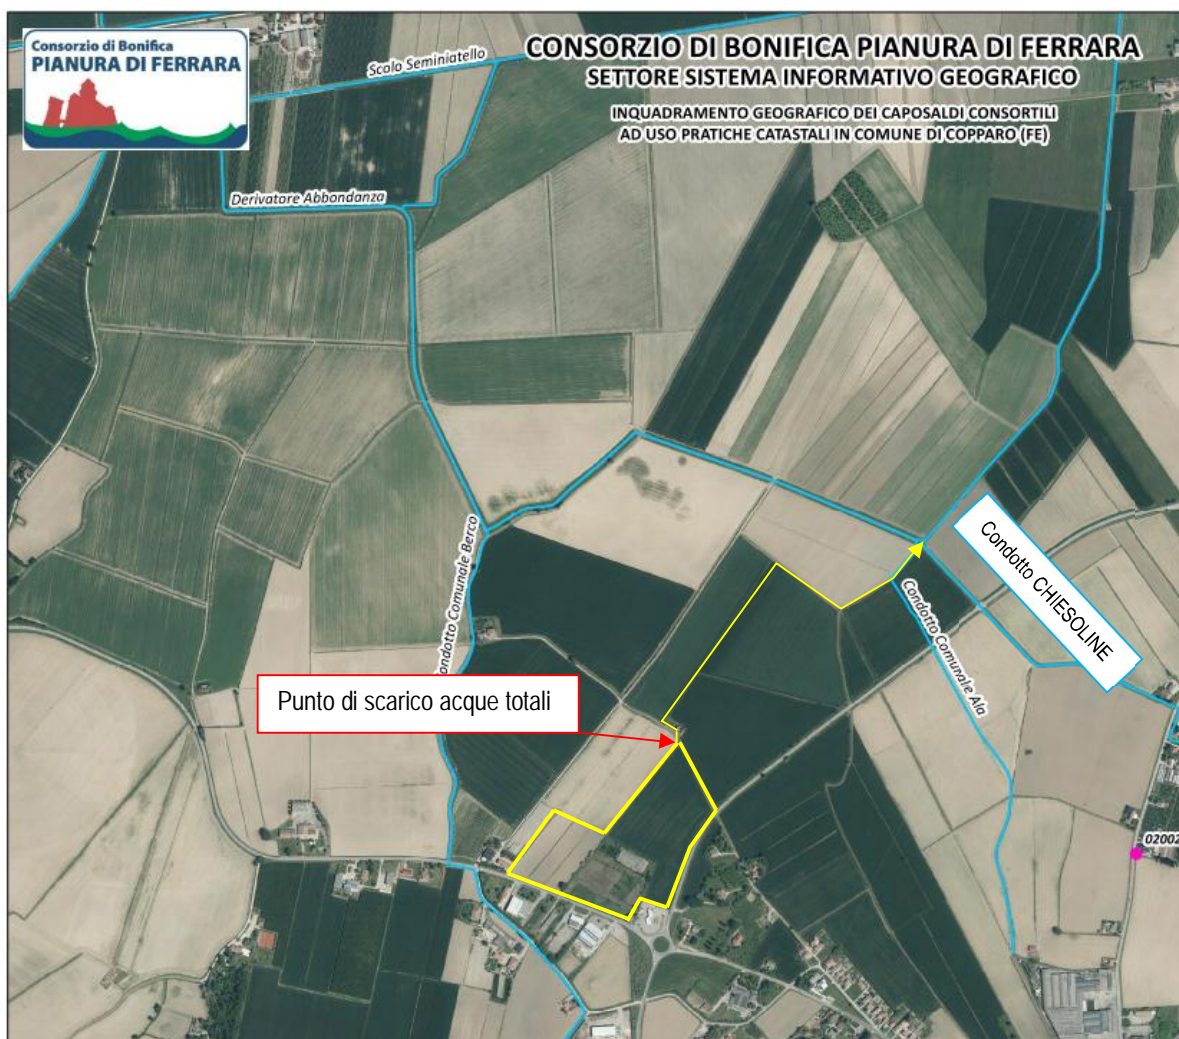 Consorzio di Bonifica
PIANURA DI FERRARA
CONSORZIO DI BONIFICA PIANURA DI FERRARA
SETTORE SISTEMA INFORMATIVO GEOGRAFICO
INQUADRAMENTO GEOGRAFICO DEI CAPOSALDI CONSORTILI
AD USO PRATICHE CATASTALI IN COMUNE DI COPPARO (FE)
Scolo Seminiatello
Derivatore Abbondanza
ondotto Comunale Berco
Condotto CHIESOLINE
Condotto Comunale Ala
Punto di scarico acque totali
02002